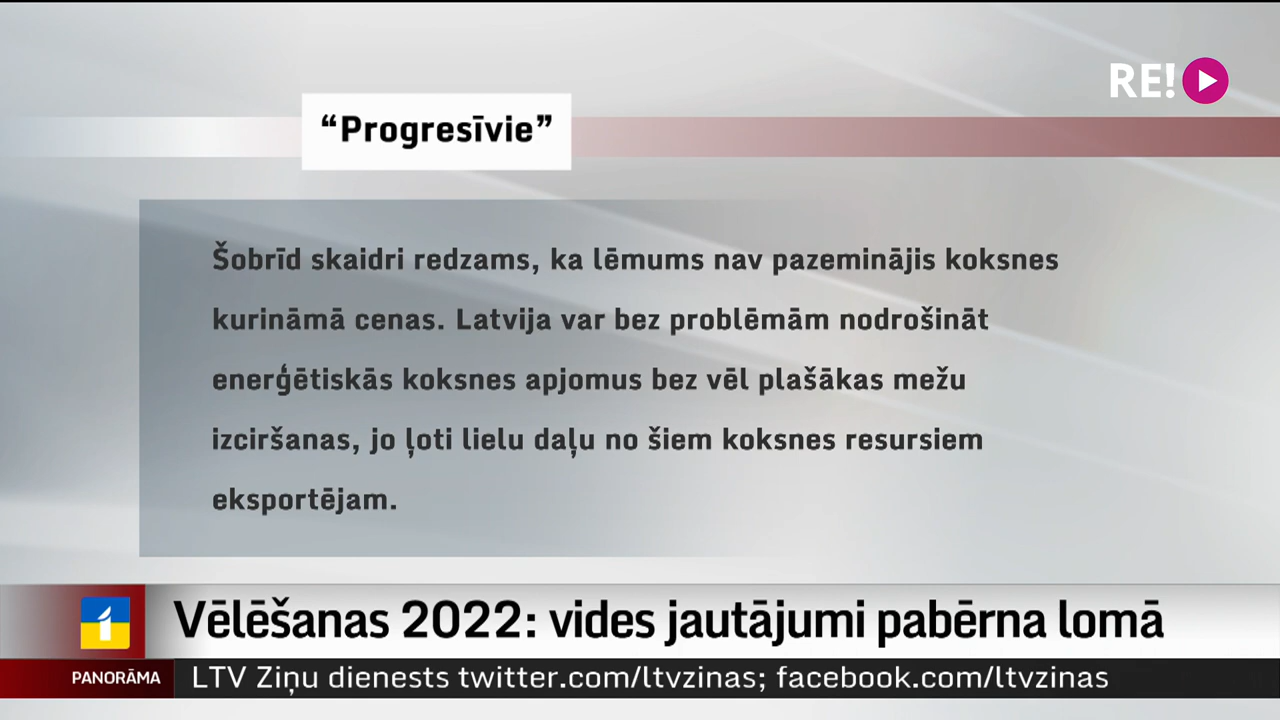 RE!
“Progresīvie”
Šobrīd skaidri redzams, ka lēmums nav pazeminājis koksnes
kurināmā cenas. Latvija var bez problēmām nodrošināt
enerģētiskās koksnes apjomus bez vēl plašākas mežu
izciršanas, jo ļoti lielu daļu no šiem koksnes resursiem
eksportējam.
1
Vēlēšanas 2022: vides jautājumi pabērna lomā
PANORĀMA
LTV Ziņu dienests twitter.com/ltvzinas; facebook.com/ltvzinas